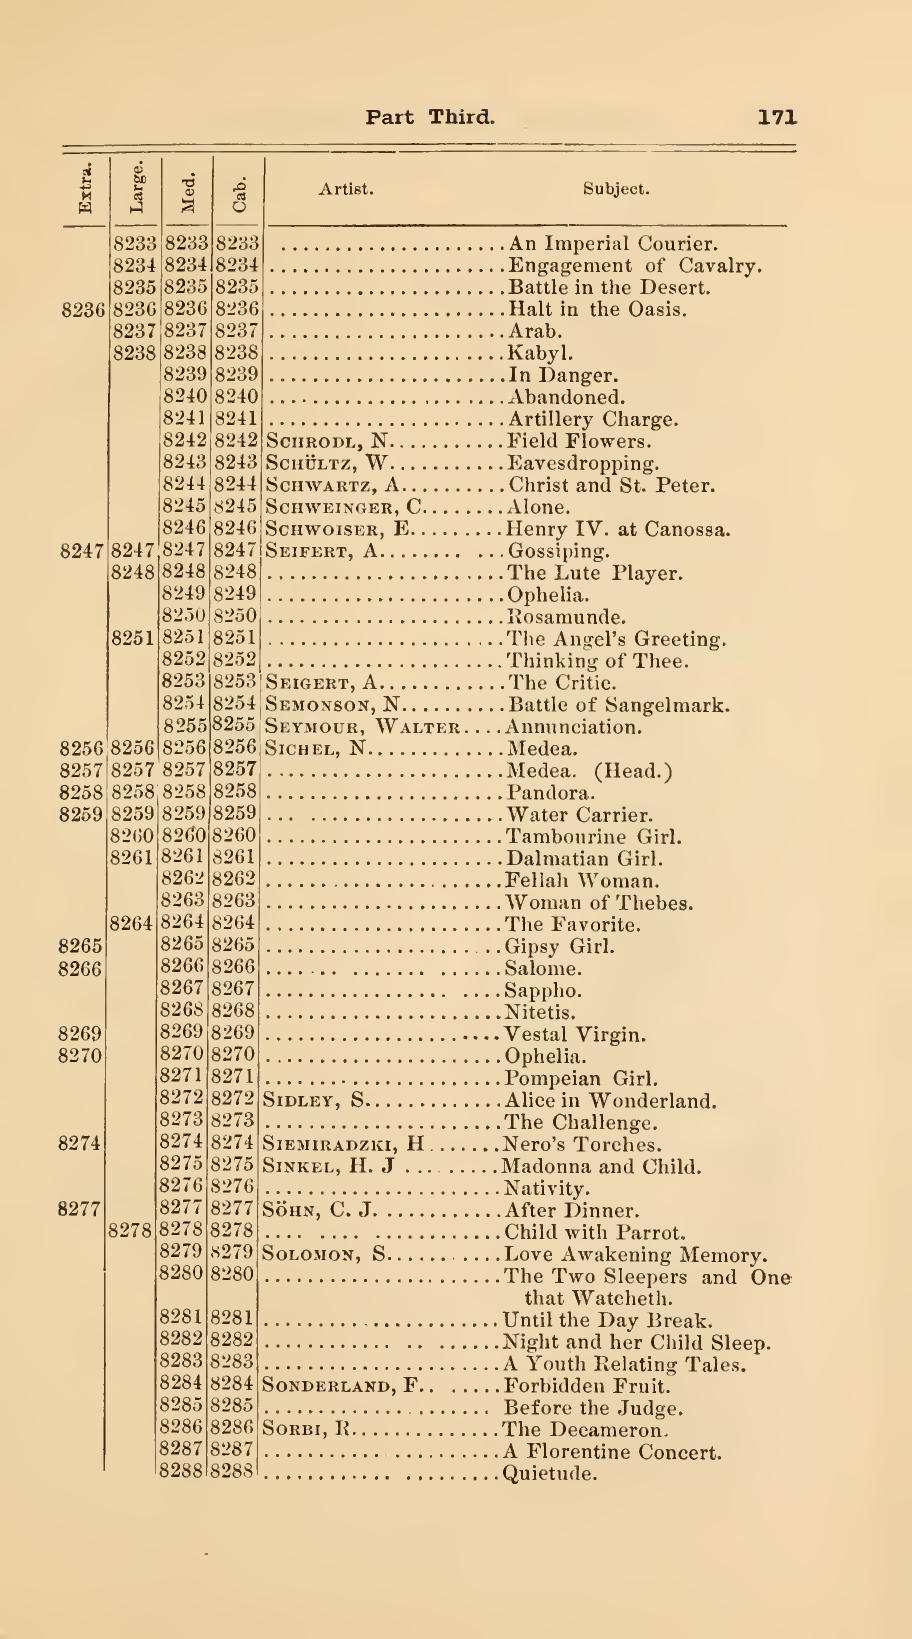 Part Third. 171
Extra. Large. Med. Cab. Artist. Subject.
8233 8233 8233 ..................... An Imperial Courier.
8234 8234 8234 ...................... Engagement of Cavalry.
8235 8235 8235 ...................... Battle in the Desert.
8236 8236 8236 8236 ...................... Halt in the Oasis.
8237 8237 8237 ...................... Arab.
8238 8238 8238 ...................... Kabyl.
8239 8239 ...................... In Danger.
8240 8240 ...................... Abandoned.
8241 8241 ...................... Artillery Charge.
8242 8242 SCHRODL, N........... Field Flowers.
8243 8243 SCHÜLTZ, W........... Eavesdropping.
8244 8244 SCHWARTZ, A.......... Christ and St. Peter.
8245 8245 SCHWEINGER, C........ Alone.
8246 8246 SCHWOISER, E......... Henry IV. at Canossa.
8247 8247 8247 8247 SEIFERT, A........ ... Gossiping.
8248 8248 8248 ...................... The Lute Player.
8249 8249 ...................... Ophelia.
8250 8250 ...................... Rosamunde.
8251 8251 8251 ...................... The Angel's Greeting.
8252 8252 ...................... Thinking of Thee.
8253 8253 SEIGERT, A............ The Critic.
8254 8254 SEMONSON, N.......... Battle of Sangelmark.
8255 8255 SEYMOUR, WALTER.... Annunciation.
8256 8256 8256 8256 SICHEL, N............. Medea.
8257 8257 8257 8257 ...................... Medea. (Head.)
8258 8258 8258 8258 ...................... Pandora.
8259 8259 8259 8259 ... .................. Water Carrier.
8260 8260 8260 ...................... Tambourine Girl.
8261 8261 8261 ...................... Dalmatian Girl.
8262 8262 ...................... Fellah Woman.
8263 8263 ...................... Woman of Thebes.
8264 8264 8264 ...................... The Favorite.
8265 8265 8265 ...................... Gipsy Girl.
8266 8266 8266 ....... ....... ...... Salome.
8267 8267 ................. .... Sappho.
8268 8268 ...................... Nitetis.
8269 8269 8269 ...................... Vestal Virgin.
8270 8270 8270 ...................... Ophelia.
8271 8271 ...................... Pompeian Girl.
8272 8272 SIDLEY, S............. Alice in Wonderland.
8273 8273 ...................... The Challenge.
8274 8274 8274 SIEMIRADZKI, H ....... Nero's Torches.
8275 8275 SINKEL, H. J ......... Madonna and Child.
8276 8276 ...................... Nativity.
8277 8277 8277 SÖHN, C. J. ........... After Dinner.
8278 8278 8278 .... .... ............ Child with Parrot.
8279 8279 SOLOMON, S........... Love Awakening Memory.
8280 8280 ...................... The Two Sleepers and One
that Watcheth.
8281 8281 ...................... Until the Day Break.
8282 8282 ............ .. ...... Night and her Child Sleep.
8283 8283 ...................... A Youth Relating Tales.
8284 8284 SONDERLAND, F.. ..... Forbidden Fruit.
8285 8285 ..................... Before the Judge.
8286 8286 SORBI, R.............. The Decameron.
8287 8287 ...................... A Florentine Concert.
8288 8288 ............ ......... Quietude.